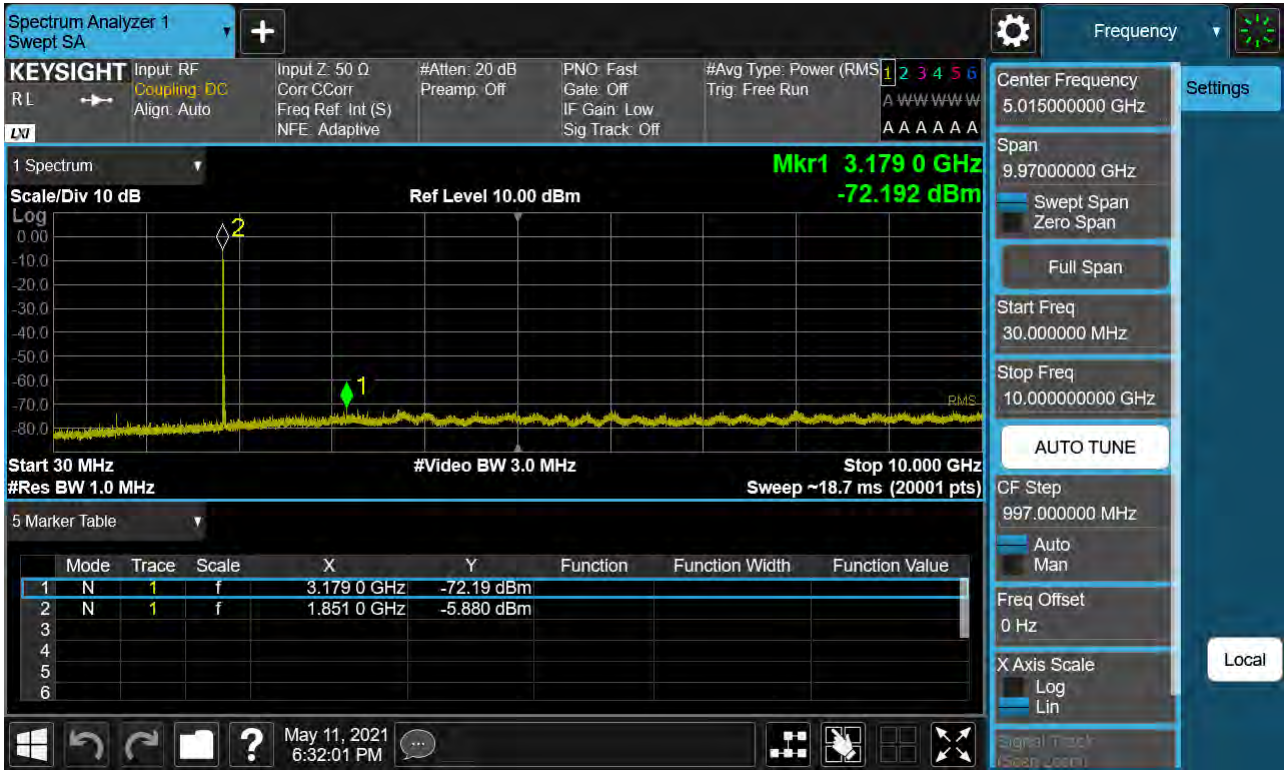 Spectrum Analyzer 1
Swept SA
+
Frequency
KEYSIGHT
RL
LXI
Input: RF
Coupling: DC
Align: Auto
Input Z: 50 Ω
Corr CCorr
Freq Ref: Int (S)
NFE: Adaptive
#Atten: 20 dB
Preamp: Off
PNO: Fast
Gate: Off
IF Gain: Low
Sig Track: Off
#Avg Type: Power (RMS
Trig: Free Run
1 2 3 4 5 6
A W W W W W
A A A A A A
1 Spectrum
Mkr1 3.179 0 GHz
Scale/Div 10 dB
Ref Level 10.00 dBm
-72.192 dBm
Log
0.00
-10.0
-20.0
-30.0
-40.0
-50.0
-60.0
-70.0
-80.0
2
1
RMS
Start 30 MHz
#Video BW 3.0 MHz
Stop 10.000 GHz
#Res BW 1.0 MHz
Sweep ~18.7 ms (20001 pts)
5 Marker Table
Mode Trace Scale X Y Function Function Width Function Value
1 N 1 f 3.179 0 GHz -72.19 dBm
2 N 1 f 1.851 0 GHz -5.880 dBm
3
4
5
6
?
May 11, 2021
6:32:01 PM
Center Frequency
5.015000000 GHz
Settings
Span
9.97000000 GHz
Swept Span
Zero Span
Full Span
Start Freq
30.000000 MHz
Stop Freq
10.000000000 GHz
AUTO TUNE
CF Step
997.000000 MHz
Auto
Man
Freq Offset
0 Hz
X Axis Scale
Log
Lin
Local
Signal Track
(Span Zoom)